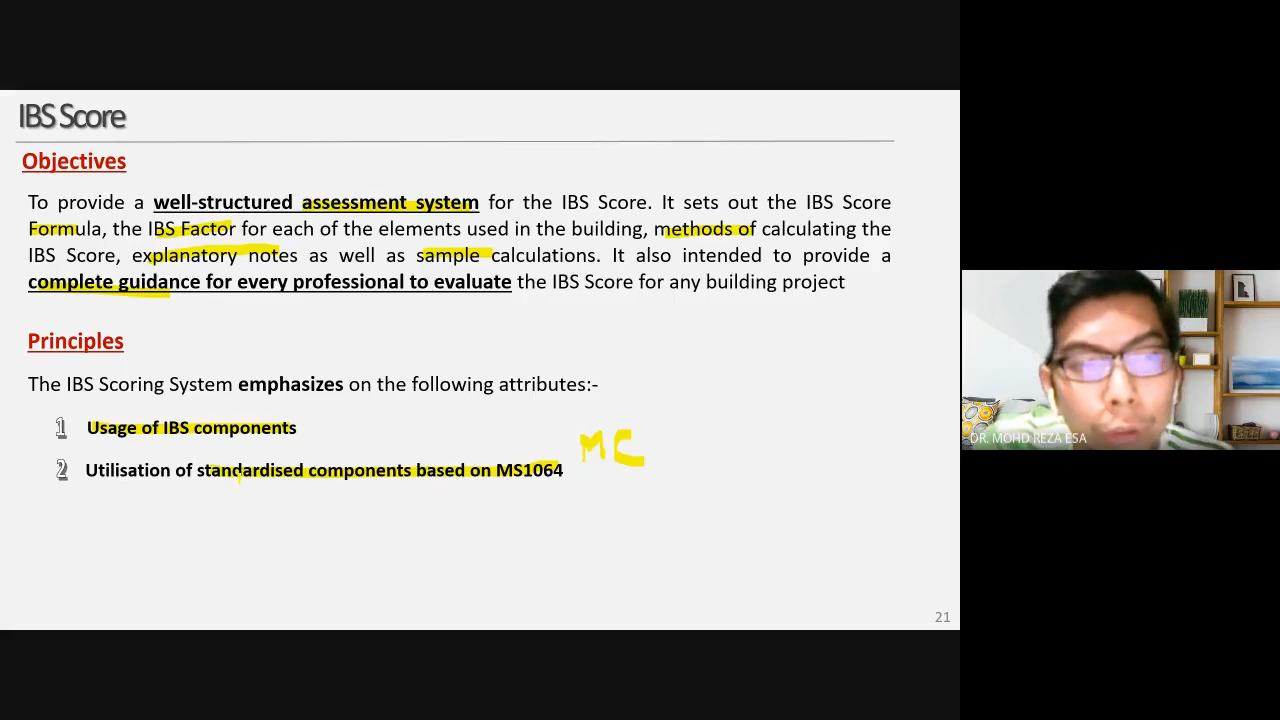 IBS Score
Objectives
To provide a well-structured assessment system for the IBS Score. It sets out the IBS Score
Formula, the IBS Factor for each of the elements used in the building, methods of calculating the
IBS Score, explanatory notes as well as sample calculations. It also intended to provide a
complete guidance for every professional to evaluate the IBS Score for any building project
Principles
The IBS Scoring System emphasizes on the following attributes:-
1 Usage of IBS components
MC
2 Utilisation of standardised components based on MS1064
21
DR. MOHD REZA ESA